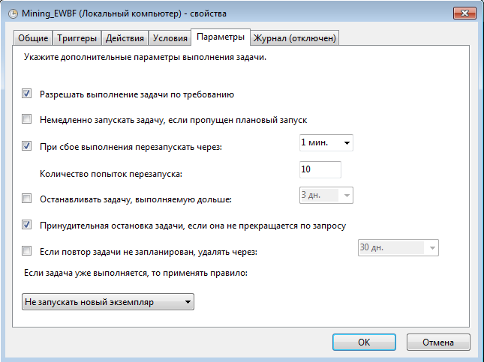 Mining_EWBF (Локальный компьютер) - свойства
Общие Триггеры Действия Условия Параметры Журнал (отключен)
Укажите дополнительные параметры выполнения задачи.
Разрешать выполнение задачи по требованию
Немедленно запускать задачу, если пропущен плановый запуск
При сбое выполнения перезапускать через: 1 мин.
Количество попыток перезапуска: 10
Останавливать задачу, выполняемую дольше: 3 дн.
Принудительная остановка задачи, если она не прекращается по запросу
Если повтор задачи не запланирован, удалять через: 30 дн.
Если задача уже выполняется, то применять правило:
Не запускать новый экземпляр
OK Отмена